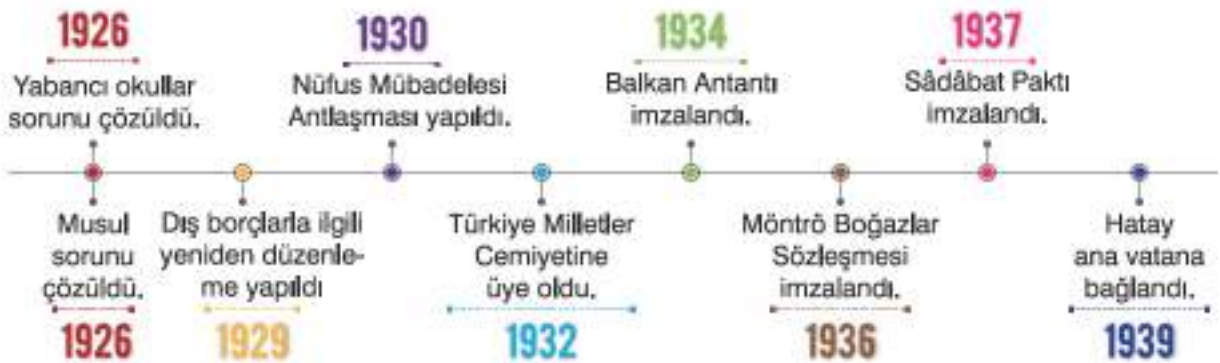 1926
Yabancı okullar
sorunu çözüldü.
Musul
sorunu
çözüldü.
1926
Dış borçlarla ilgili
yeniden düzenle-
me yapıldı
1929
1930
Nüfus Mübadelesi
Antlaşması yapıldı.
Türkiye Milletler
Cemiyetine
üye oldu.
1932
1934
Balkan Antantı
imzalandı.
Möntrö Boğazlar
Sözleşmesi
imzalandı.
1936
1937
Sâdâbat Paktı
imzalandı.
Hatay
ana vatana
bağlandı.
1939